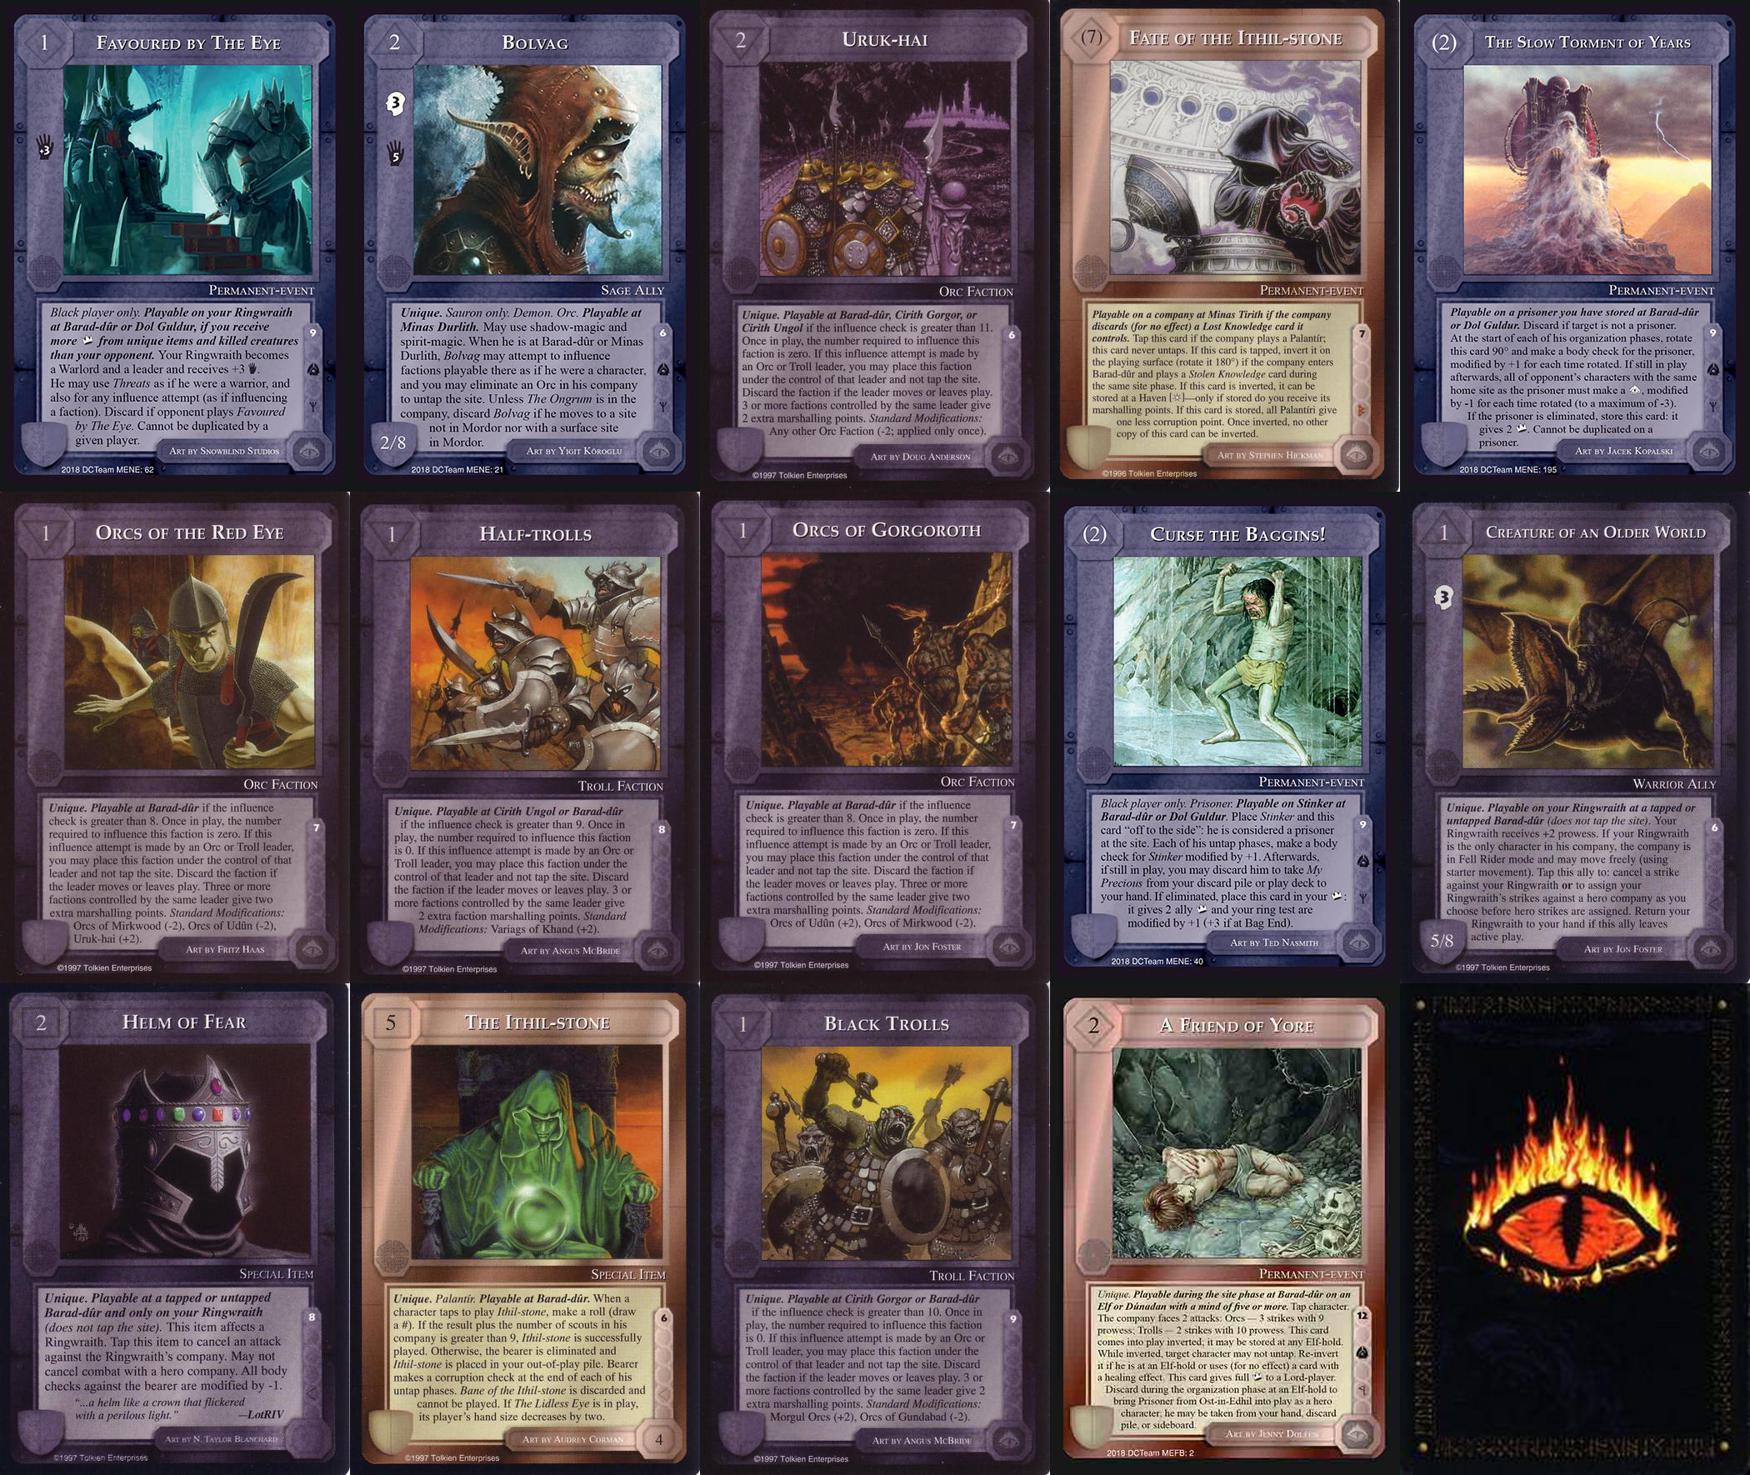 1
Favoured by The Eye
+3
Permanent-event
Black player only. Playable on your Ringwraith
at Barad-dûr or Dol Guldur, if you receive
more from unique items and killed creatures
than your opponent. Your Ringwraith becomes
a Warlord and a leader and receives +3 .
He may use Threats as if he were a warrior, and
also for any influence attempt (as if influencing
a faction). Discard if opponent plays Favoured
by The Eye. Cannot be duplicated by a
given player.
9
Art by Snowblind Studios
2018 DCTeam MENE: 62
2
Bolvag
3
5
Sage Ally
Unique. Sauron only. Demon. Orc. Playable at
Minas Durlith. May use shadow-magic and
spirit-magic. When he is at Barad-dûr or Minas
Durlith, Bolvag may attempt to influence
factions playable there as if he were a character,
and you may eliminate an Orc in his company
to untap the site. Unless The Ongrum is in the
company, discard Bolvag if he moves to a site
not in Mordor nor with a surface site
in Mordor.
6
2/8
Art by Yigit Köroglu
2018 DCTeam MENE: 21
2
Uruk-hai
Orc Faction
Unique. Playable at Barad-dûr, Cirith Gorgor, or
Cirith Ungol if the influence check is greater than 11.
Once in play, the number required to influence this
faction is zero. If this influence attempt is made by
an Orc or Troll leader, you may place this faction
under the control of that leader and not tap the site.
Discard the faction if the leader moves or leaves play.
3 or more factions controlled by the same leader give
2 extra marshalling points. Standard Modifications:
Any other Orc Faction (-2; applied only once).
6
Art by Doug Anderson
©1997 Tolkien Enterprises
(7)
Fate of the Ithil-stone
Permanent-event
Playable on a company at Minas Tirith if the company
discards (for no effect) a Lost Knowledge card it
controls. Tap this card if the company plays a Palantír;
this card never untaps. If this card is tapped, invert it on
the playing surface (rotate it 180°) if the company enters
Barad-dûr and plays a Stolen Knowledge card during
the same site phase. If this card is inverted, it can be
stored at a Haven—only if stored do you receive its
marshalling points. If this card is stored, all Palantíri give
one less corruption point. Once inverted, no other
copy of this card can be inverted.
7
Art by Stephen Hickman
©1996 Tolkien Enterprises
(2)
The Slow Torment of Years
Permanent-event
Playable on a prisoner you have stored at Barad-dûr
or Dol Guldur. Discard if target is not a prisoner.
At the start of each of his organization phases, rotate
this card 90° and make a body check for the prisoner,
modified by +1 for each time rotated. If still in play
afterwards, all of opponent's characters with the same
home site as the prisoner must make a , modified
by -1 for each time rotated (to a maximum of -3).
If the prisoner is eliminated, store this card: it
gives 2 . Cannot be duplicated on a
prisoner.
9
Art by Jacek Kopalski
2018 DCTeam MENE: 195
1
Orcs of the Red Eye
Orc Faction
Unique. Playable at Barad-dûr if the influence
check is greater than 8. Once in play, the number
required to influence this faction is zero. If this
influence attempt is made by an Orc or Troll leader,
you may place this faction under the control of that
leader and not tap the site. Discard the faction if
the leader moves or leaves play. Three or more
factions controlled by the same leader give two
extra marshalling points. Standard Modifications:
Orcs of Mirkwood (-2), Orcs of Udûn (-2),
Uruk-hai (+2).
7
Art by Fritz Haas
©1997 Tolkien Enterprises
1
Half-trolls
Troll Faction
Unique. Playable at Cirith Ungol or Barad-dûr
if the influence check is greater than 9. Once in
play, the number required to influence this faction
is 0. If this influence attempt is made by an Orc or
Troll leader, you may place this faction under the
control of that leader and not tap the site. Discard
the faction if the leader moves or leaves play. 3 or
more factions controlled by the same leader give
2 extra faction marshalling points. Standard
Modifications: Variags of Khand (+2).
8
Art by Angus McBride
©1997 Tolkien Enterprises
1
Orcs of Gorgoroth
Orc Faction
Unique. Playable at Barad-dûr if the influence
check is greater than 8. Once in play, the number
required to influence this faction is zero. If this
influence attempt is made by an Orc or Troll leader,
you may place this faction under the control of that
leader and not tap the site. Discard the faction if
the leader moves or leaves play. Three or more
factions controlled by the same leader give two
extra marshalling points. Standard Modifications:
Orcs of Udûn (+2), Orcs of Mirkwood (-2).
7
Art by Jon Foster
©1997 Tolkien Enterprises
(2)
Curse the Baggins!
Permanent-event
Black player only. Prisoner. Playable on Stinker at
Barad-dûr or Dol Guldur. Place Stinker and this
card “off to the side”: he is considered a prisoner
at the site. Each of his untap phases, make a body
check for Stinker modified by +1. Afterwards,
if still in play, you may discard him to take My
Precious from your discard pile or play deck to
your hand. If eliminated, place this card in your :
it gives 2 ally and your ring test are
modified by +1 (+3 if at Bag End).
9
Art by Ted Nasmith
2018 DCTeam MENE: 40
1
Creature of an Older World
3
Warrior Ally
Unique. Playable on your Ringwraith at a tapped or
untapped Barad-dûr (does not tap the site). Your
Ringwraith receives +2 prowess. If your Ringwraith
is the only character in his company, the company is
in Fell Rider mode and may move freely (using
starter movement). Tap this ally to: cancel a strike
against your Ringwraith or to assign your
Ringwraith's strikes against a hero company as you
choose before hero strikes are assigned. Return your
Ringwraith to your hand if this ally leaves
active play.
6
5/8
Art by Jon Foster
©1997 Tolkien Enterprises
2
Helm of Fear
Special Item
Unique. Playable at a tapped or untapped
Barad-dûr and only on your Ringwraith
(does not tap the site). This item affects a
Ringwraith. Tap this item to cancel an attack
against the Ringwraith's company. May not
cancel combat with a hero company. All body
checks against the bearer are modified by -1.
“...a helm like a crown that flickered
with a perilous light.” —LotRIV
8
Art by N. Taylor Blanchard
©1997 Tolkien Enterprises
5
The Ithil-stone
Special Item
Unique. Palantír. Playable at Barad-dûr. When a
character taps to play Ithil-stone, make a roll (draw
a #). If the result plus the number of scouts in his
company is greater than 9, Ithil-stone is successfully
played. Otherwise, the bearer is eliminated and
Ithil-stone is placed in your out-of-play pile. Bearer
makes a corruption check at the end of each of his
untap phases. Bane of the Ithil-stone is discarded and
cannot be played. If The Lidless Eye is in play,
its player's hand size decreases by two.
6
Art by Audrey Corman
4
©1997 Tolkien Enterprises
1
Black Trolls
Troll Faction
Unique. Playable at Cirith Gorgor or Barad-dûr
if the influence check is greater than 10. Once in
play, the number required to influence this faction
is 0. If this influence attempt is made by an Orc or
Troll leader, you may place this faction under the
control of that leader and not tap the site. Discard
the faction if the leader moves or leaves play. 3 or
more factions controlled by the same leader give 2
extra marshalling points. Standard Modifications:
Morgul Orcs (+2), Orcs of Gundabad (-2).
9
Art by Angus McBride
©1997 Tolkien Enterprises
2
A Friend of Yore
Permanent-event
Unique. Playable during the site phase at Barad-dûr on an
Elf or Dúnadan with a mind of five or more. Tap character.
The company faces 2 attacks: Orcs — 3 strikes with 9
prowess; Trolls — 2 strikes with 10 prowess. This card
comes into play inverted; it may be stored at any Elf-hold.
While inverted, target character may not untap. Re-invert
it if he is at an Elf-hold or uses (for no effect) a card with
a healing effect. This card gives full to a Lord-player.
Discard during the organization phase at an Elf-hold to
bring Prisoner from Ost-in-Edhil into play as a hero
character; he may be taken from your hand, discard
pile, or sideboard.
12
Art by Jenny Dolfen
2018 DCTeam MEFB: 2